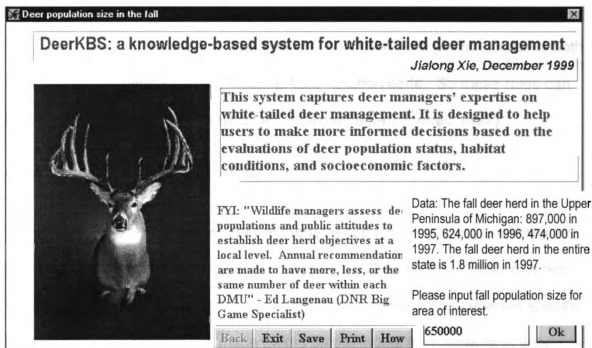 Deer population size in the fall
DeerKBS: a knowledge-based system for white-tailed deer management
Jialong Xie, December 1999
This system captures deer managers' expertise on
white-tailed deer management. It is designed to help
users to make more informed decisions based on the
evaluations of deer population status, habitat
conditions, and socioeconomic factors.
FYI: "Wildlife managers assess de
populations and public attitudes to
establish deer herd objectives at a
local level. Annual recommendation
are made to have more, less, or the
same number of deer within each
DMU" - Ed Langenau (DNR Big
Game Specialist)
Data: The fall deer herd in the Upper
Peninsula of Michigan: 897,000 in
1995, 624,000 in 1996, 474,000 in
1997. The fall deer herd in the entire
state is 1.8 million in 1997.
Please input fall population size for
area of interest.
650000 Ok
Back Exit Save Print How